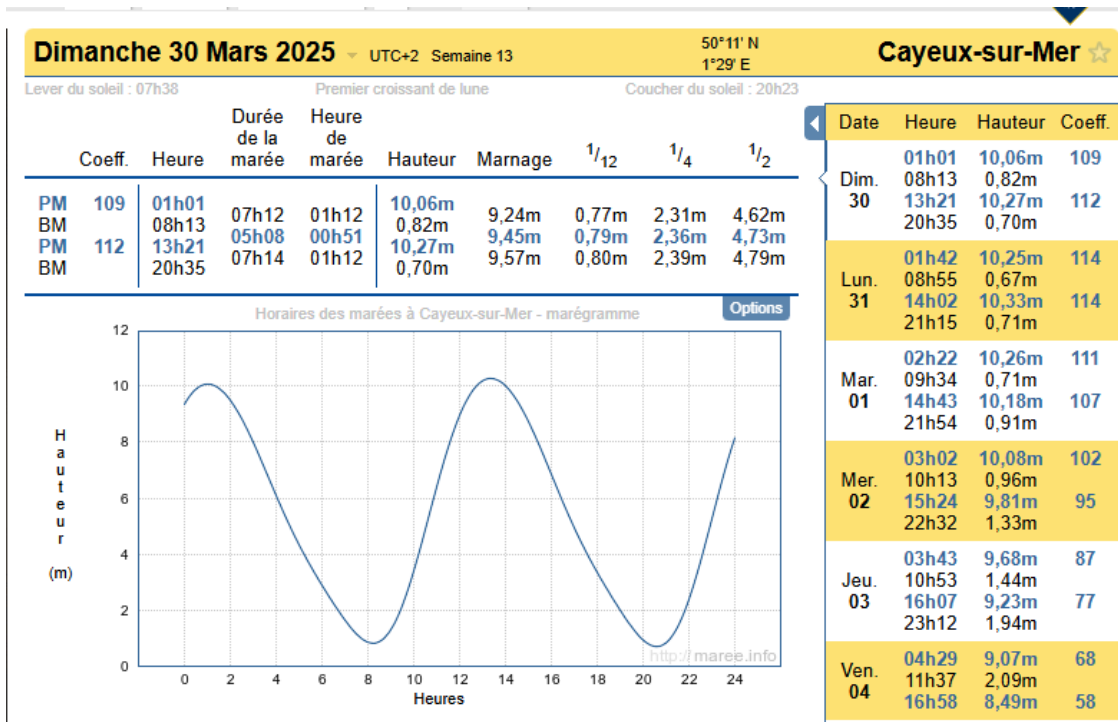 Dimanche 30 Mars 2025 UTC+2 Semaine 13 50°11' N 1°29' E Cayeux-sur-Mer
Lever du soleil : 07h38 Premier croissant de lune Coucher du soleil : 20h23
Coeff. Heure Durée de la marée Heure de marée Hauteur Marnage 1/12 1/4 1/2
PM 109 01h01 10,06m
BM 08h13 07h12 01h12 0,82m 9,24m 0,77m 2,31m 4,62m
PM 112 13h21 05h08 00h51 10,27m 9,45m 0,79m 2,36m 4,73m
BM 20h35 07h14 01h12 0,70m 9,57m 0,80m 2,39m 4,79m
Options
Horaires des marées à Cayeux-sur-Mer - marégramme
12
10
8
6
4
2
0
Hauteur
(m)
0 2 4 6 8 10 12 14 16 18 20 22 24
Heures
http://maree.info
Date Heure Hauteur Coeff.
Dim. 30
01h01 10,06m 109
08h13 0,82m
13h21 10,27m 112
20h35 0,70m
Lun. 31
01h42 10,25m 114
08h55 0,67m
14h02 10,33m 114
21h15 0,71m
Mar. 01
02h22 10,26m 111
09h34 0,71m
14h43 10,18m 107
21h54 0,91m
Mer. 02
03h02 10,08m 102
10h13 0,96m
15h24 9,81m 95
22h32 1,33m
Jeu. 03
03h43 9,68m 87
10h53 1,44m
16h07 9,23m 77
23h12 1,94m
Ven. 04
04h29 9,07m 68
11h37 2,09m
16h58 8,49m 58